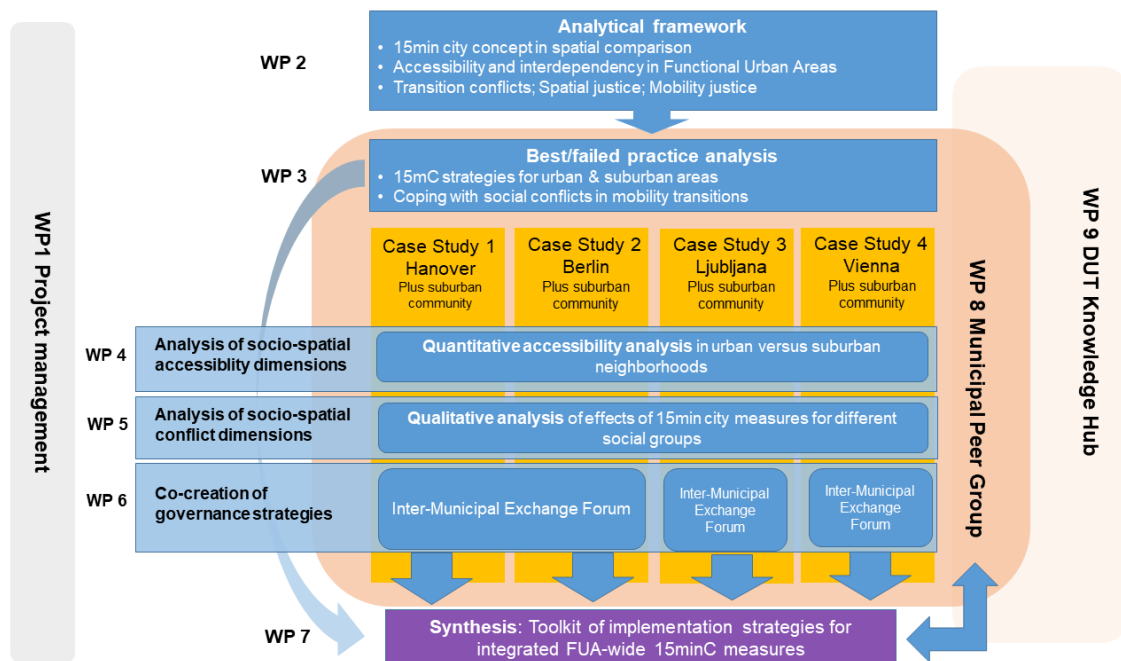 WP1 Project management
WP 2
Analytical framework
• 15min city concept in spatial comparison
• Accessibility and interdependency in Functional Urban Areas
• Transition conflicts; Spatial justice; Mobility justice
WP 3
Best/failed practice analysis
• 15mC strategies for urban & suburban areas
• Coping with social conflicts in mobility transitions
Case Study 1
Hanover
Plus suburban
community
Case Study 2
Berlin
Plus suburban
community
Case Study 3
Ljubljana
Plus suburban
community
Case Study 4
Vienna
Plus suburban
community
WP 4
Analysis of socio-spatial
accessiblity dimensions
Quantitative accessibility analysis in urban versus suburban
neighborhoods
WP 5
Analysis of socio-spatial
conflict dimensions
Qualitative analysis of effects of 15min city measures for different
social groups
WP 6
Co-creation of
governance strategies
Inter-Municipal Exchange Forum
Inter-Municipal
Exchange
Forum
Inter-Municipal
Exchange
Forum
WP 7
Synthesis: Toolkit of implementation strategies for
integrated FUA-wide 15minC measures
WP 8 Municipal Peer
Group
WP 9 DUT Knowledge Hub